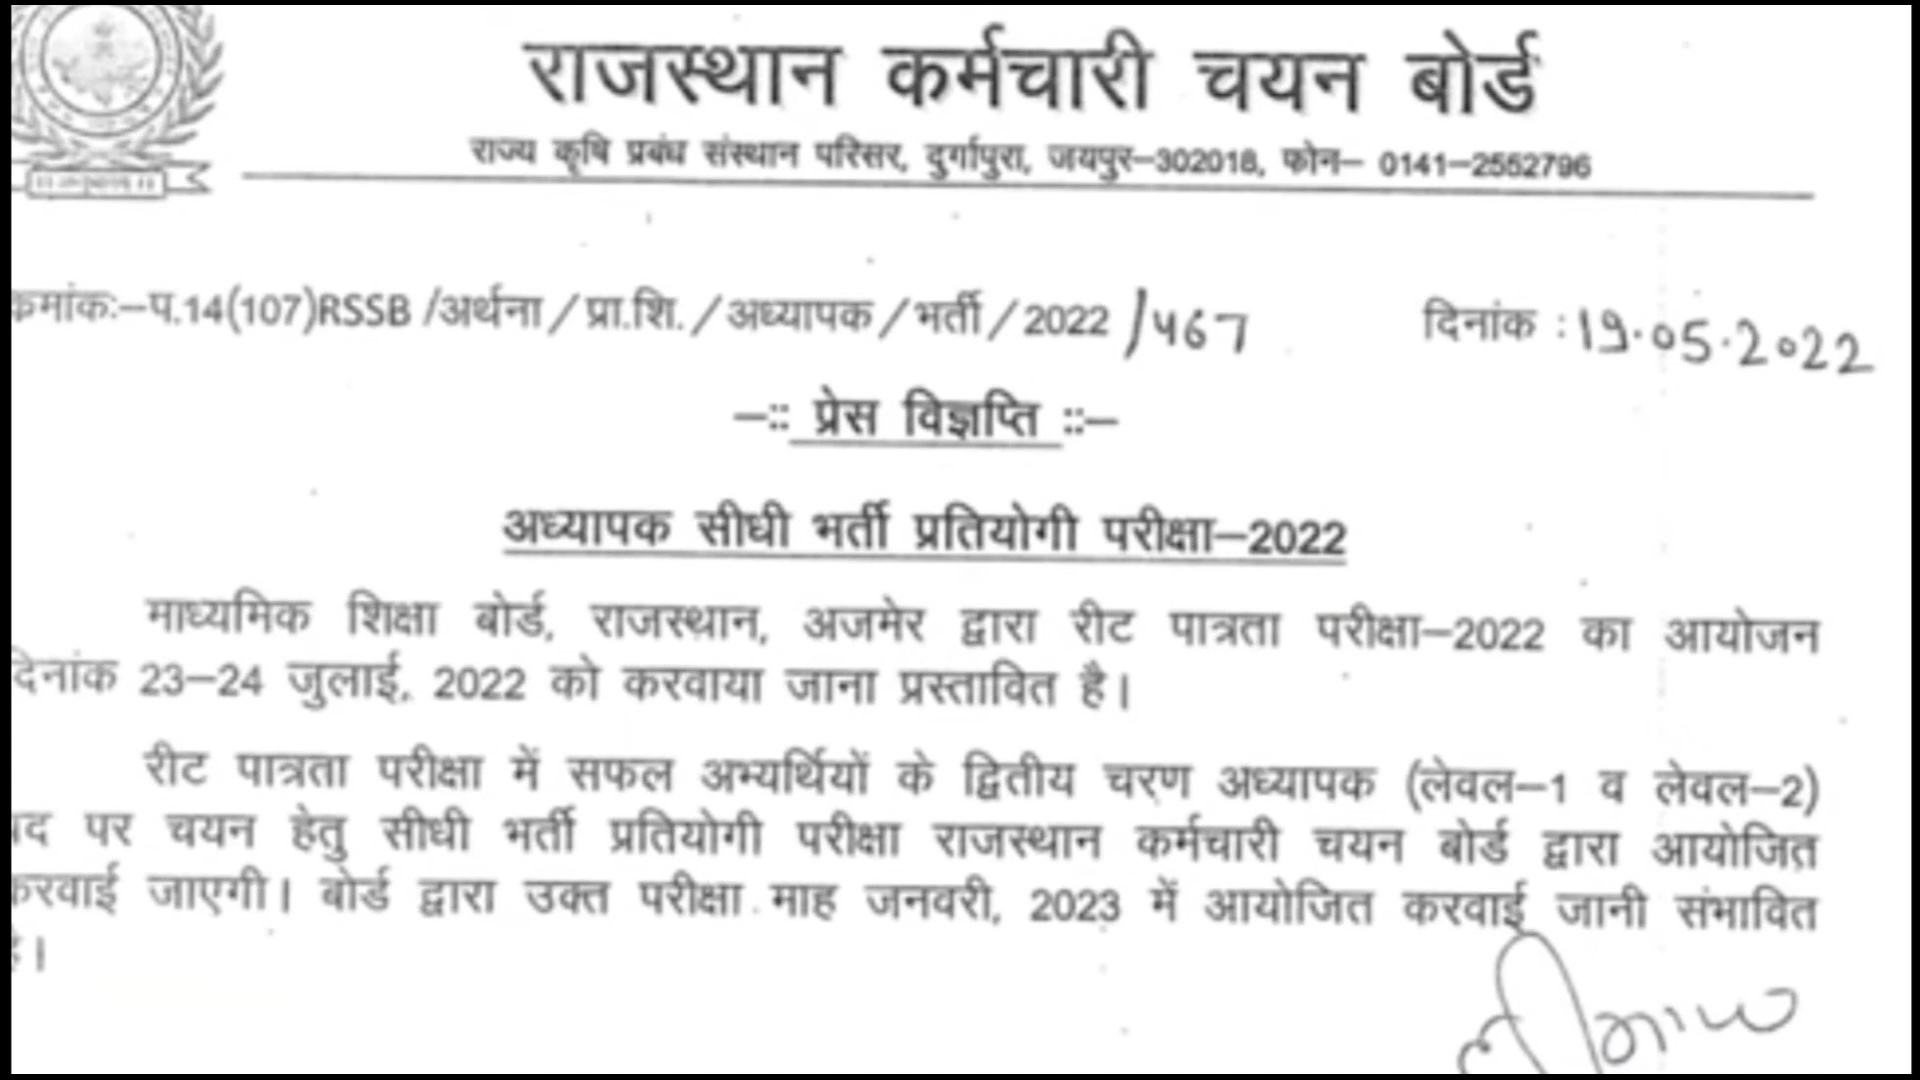 राजस्थान कर्मचारी चयन बोर्ड
राज्य कृषि प्रबंध संस्थान परिसर, दुर्गापुरा, जयपुर–302018, फोन– 0141–2552796
क्रमांक:–प.14(107)RSSB /अर्थना/प्रा.शि./अध्यापक/भर्ती/2022 /467 दिनांक : 19.05.2022
–:: प्रेस विज्ञप्ति ::–
अध्यापक सीधी भर्ती प्रतियोगी परीक्षा–2022
माध्यमिक शिक्षा बोर्ड, राजस्थान, अजमेर द्वारा रीट पात्रता परीक्षा–2022 का आयोजन
दिनांक 23–24 जुलाई, 2022 को करवाया जाना प्रस्तावित है।
रीट पात्रता परीक्षा में सफल अभ्यर्थियों के द्वितीय चरण अध्यापक (लेवल–1 व लेवल–2)
पद पर चयन हेतु सीधी भर्ती प्रतियोगी परीक्षा राजस्थान कर्मचारी चयन बोर्ड द्वारा आयोजित
करवाई जाएगी। बोर्ड द्वारा उक्त परीक्षा माह जनवरी, 2023 में आयोजित करवाई जानी संभावित
है।